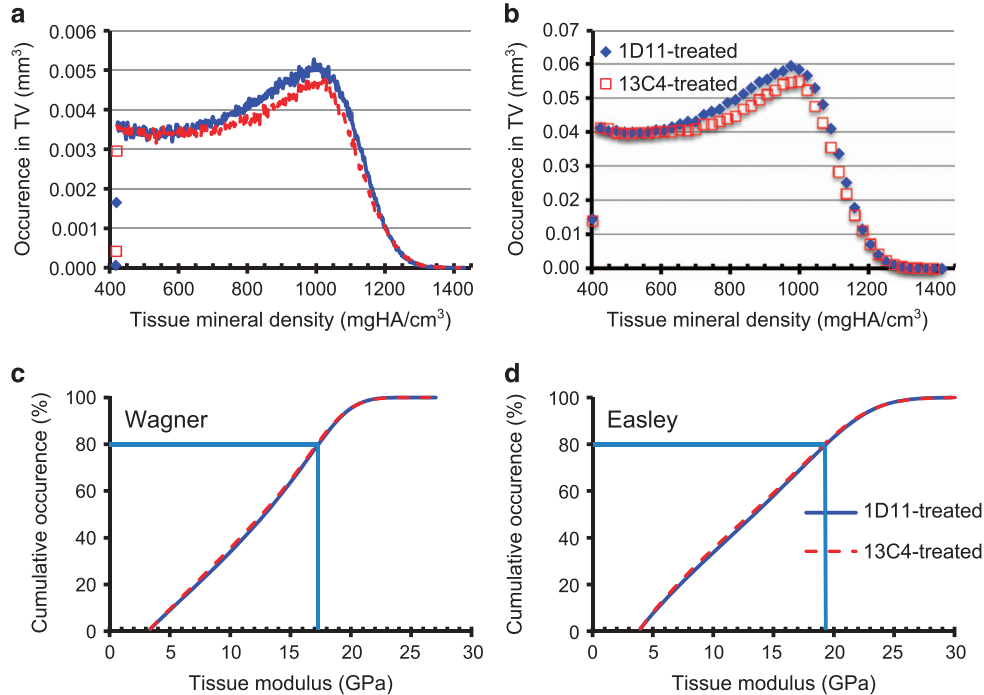 a
Occurence in TV (mm³)
0.006
0.005
0.004
0.003
0.002
0.001
0.000
400 600 800 1000 1200 1400
Tissue mineral density (mgHA/cm³)
b
Occurence in TV (mm³)
0.07
0.06
0.05
0.04
0.03
0.02
0.01
0.00
1D11-treated
13C4-treated
400 600 800 1000 1200 1400
Tissue mineral density (mgHA/cm³)
c
Cumulative occurence (%)
100
80
60
40
20
0
Wagner
0 5 10 15 20 25 30
Tissue modulus (GPa)
d
Cumulative occurence (%)
100
80
60
40
20
0
Easley
1D11-treated
13C4-treated
0 5 10 15 20 25 30
Tissue modulus (GPa)